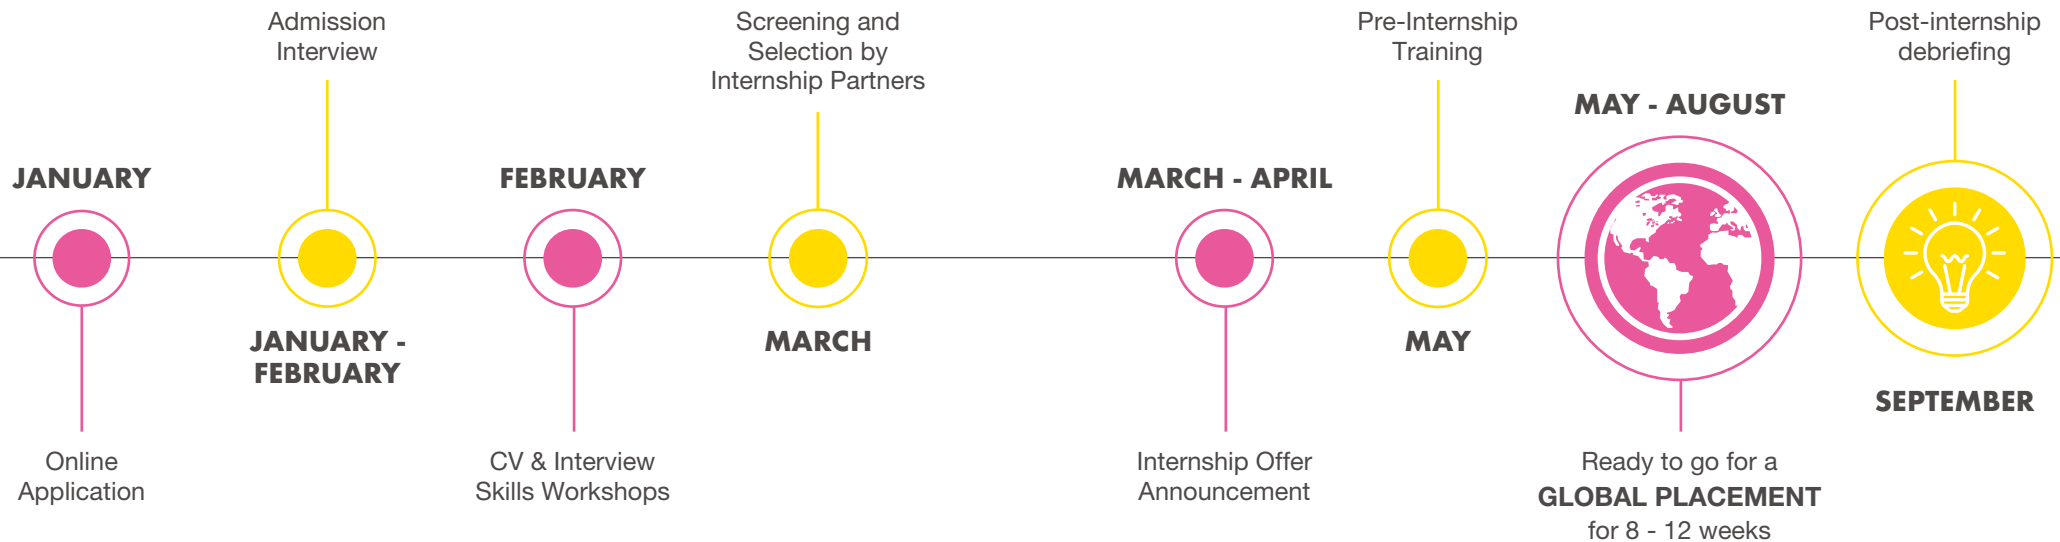 JANUARY
Online
Application
Admission
Interview
JANUARY -
FEBRUARY
FEBRUARY
CV & Interview
Skills Workshops
Screening and
Selection by
Internship Partners
MARCH
MARCH - APRIL
Internship Offer
Announcement
Pre-Internship
Training
MAY
MAY - AUGUST
Ready to go for a
GLOBAL PLACEMENT
for 8 - 12 weeks
Post-internship
debriefing
SEPTEMBER